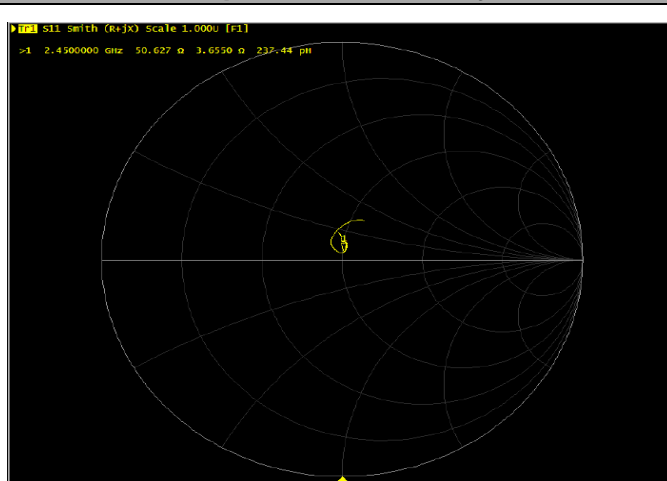 Tr1 S11 Smith (R+jX) Scale 1.000U [F1]
>1 2.4500000 GHz 50.627 Ω 3.6550 Ω 237.44 pH
1